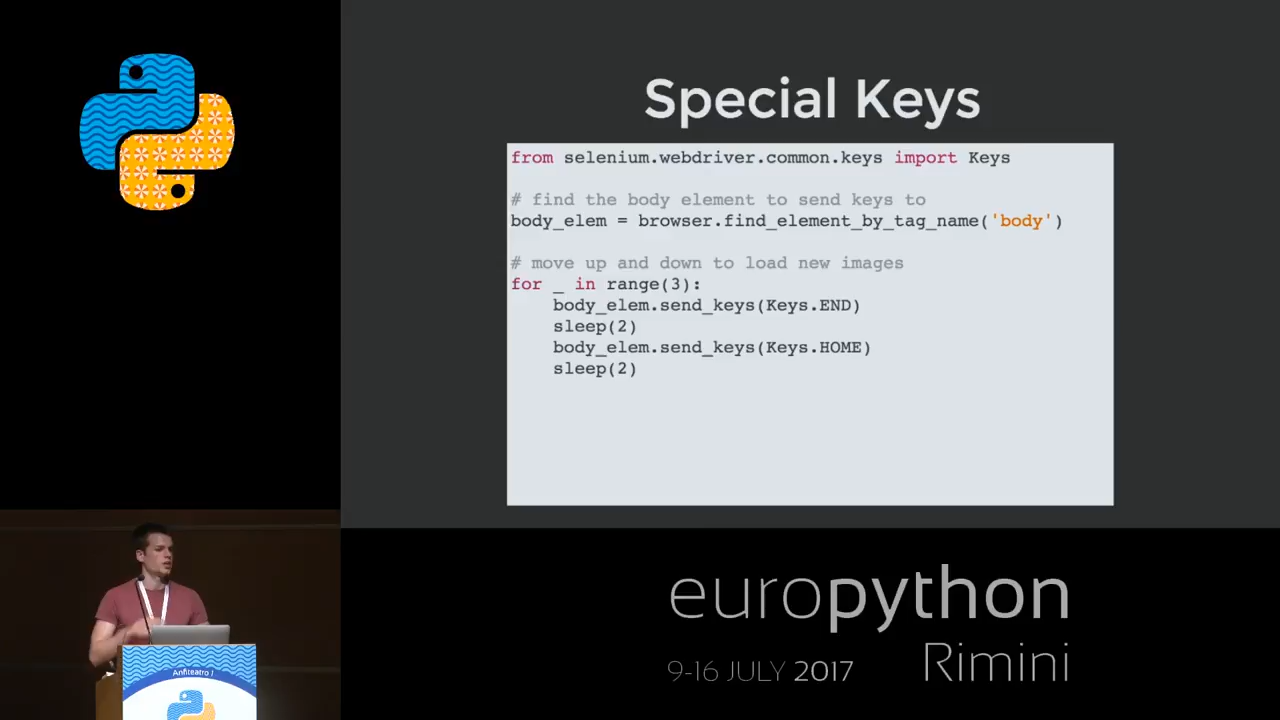 Special Keys
from selenium.webdriver.common.keys import Keys
# find the body element to send keys to
body_elem = browser.find_element_by_tag_name('body')
# move up and down to load new images
for _ in range(3):
    body_elem.send_keys(Keys.END)
    sleep(2)
    body_elem.send_keys(Keys.HOME)
    sleep(2)
europython
9-16 JULY 2017
Rimini
Anfiteatro 1